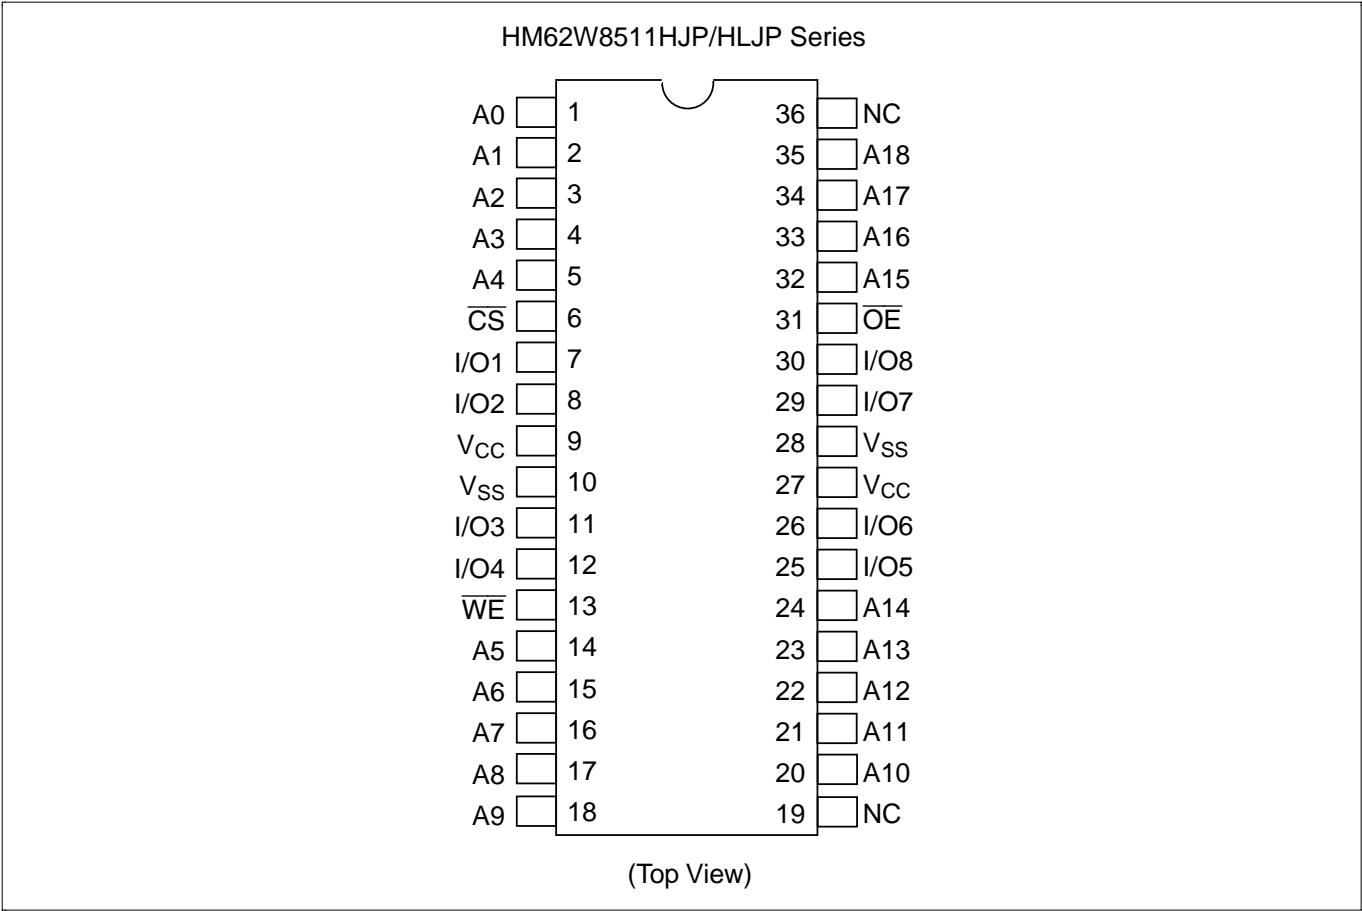 HM62W8511HJP/HLJP Series
A0 1 36 NC
A1 2 35 A18
A2 3 34 A17
A3 4 33 A16
A4 5 32 A15
C̅S̅ 6 31 O̅E̅
I/O1 7 30 I/O8
I/O2 8 29 I/O7
VCC 9 28 VSS
VSS 10 27 VCC
I/O3 11 26 I/O6
I/O4 12 25 I/O5
W̅E̅ 13 24 A14
A5 14 23 A13
A6 15 22 A12
A7 16 21 A11
A8 17 20 A10
A9 18 19 NC
(Top View)